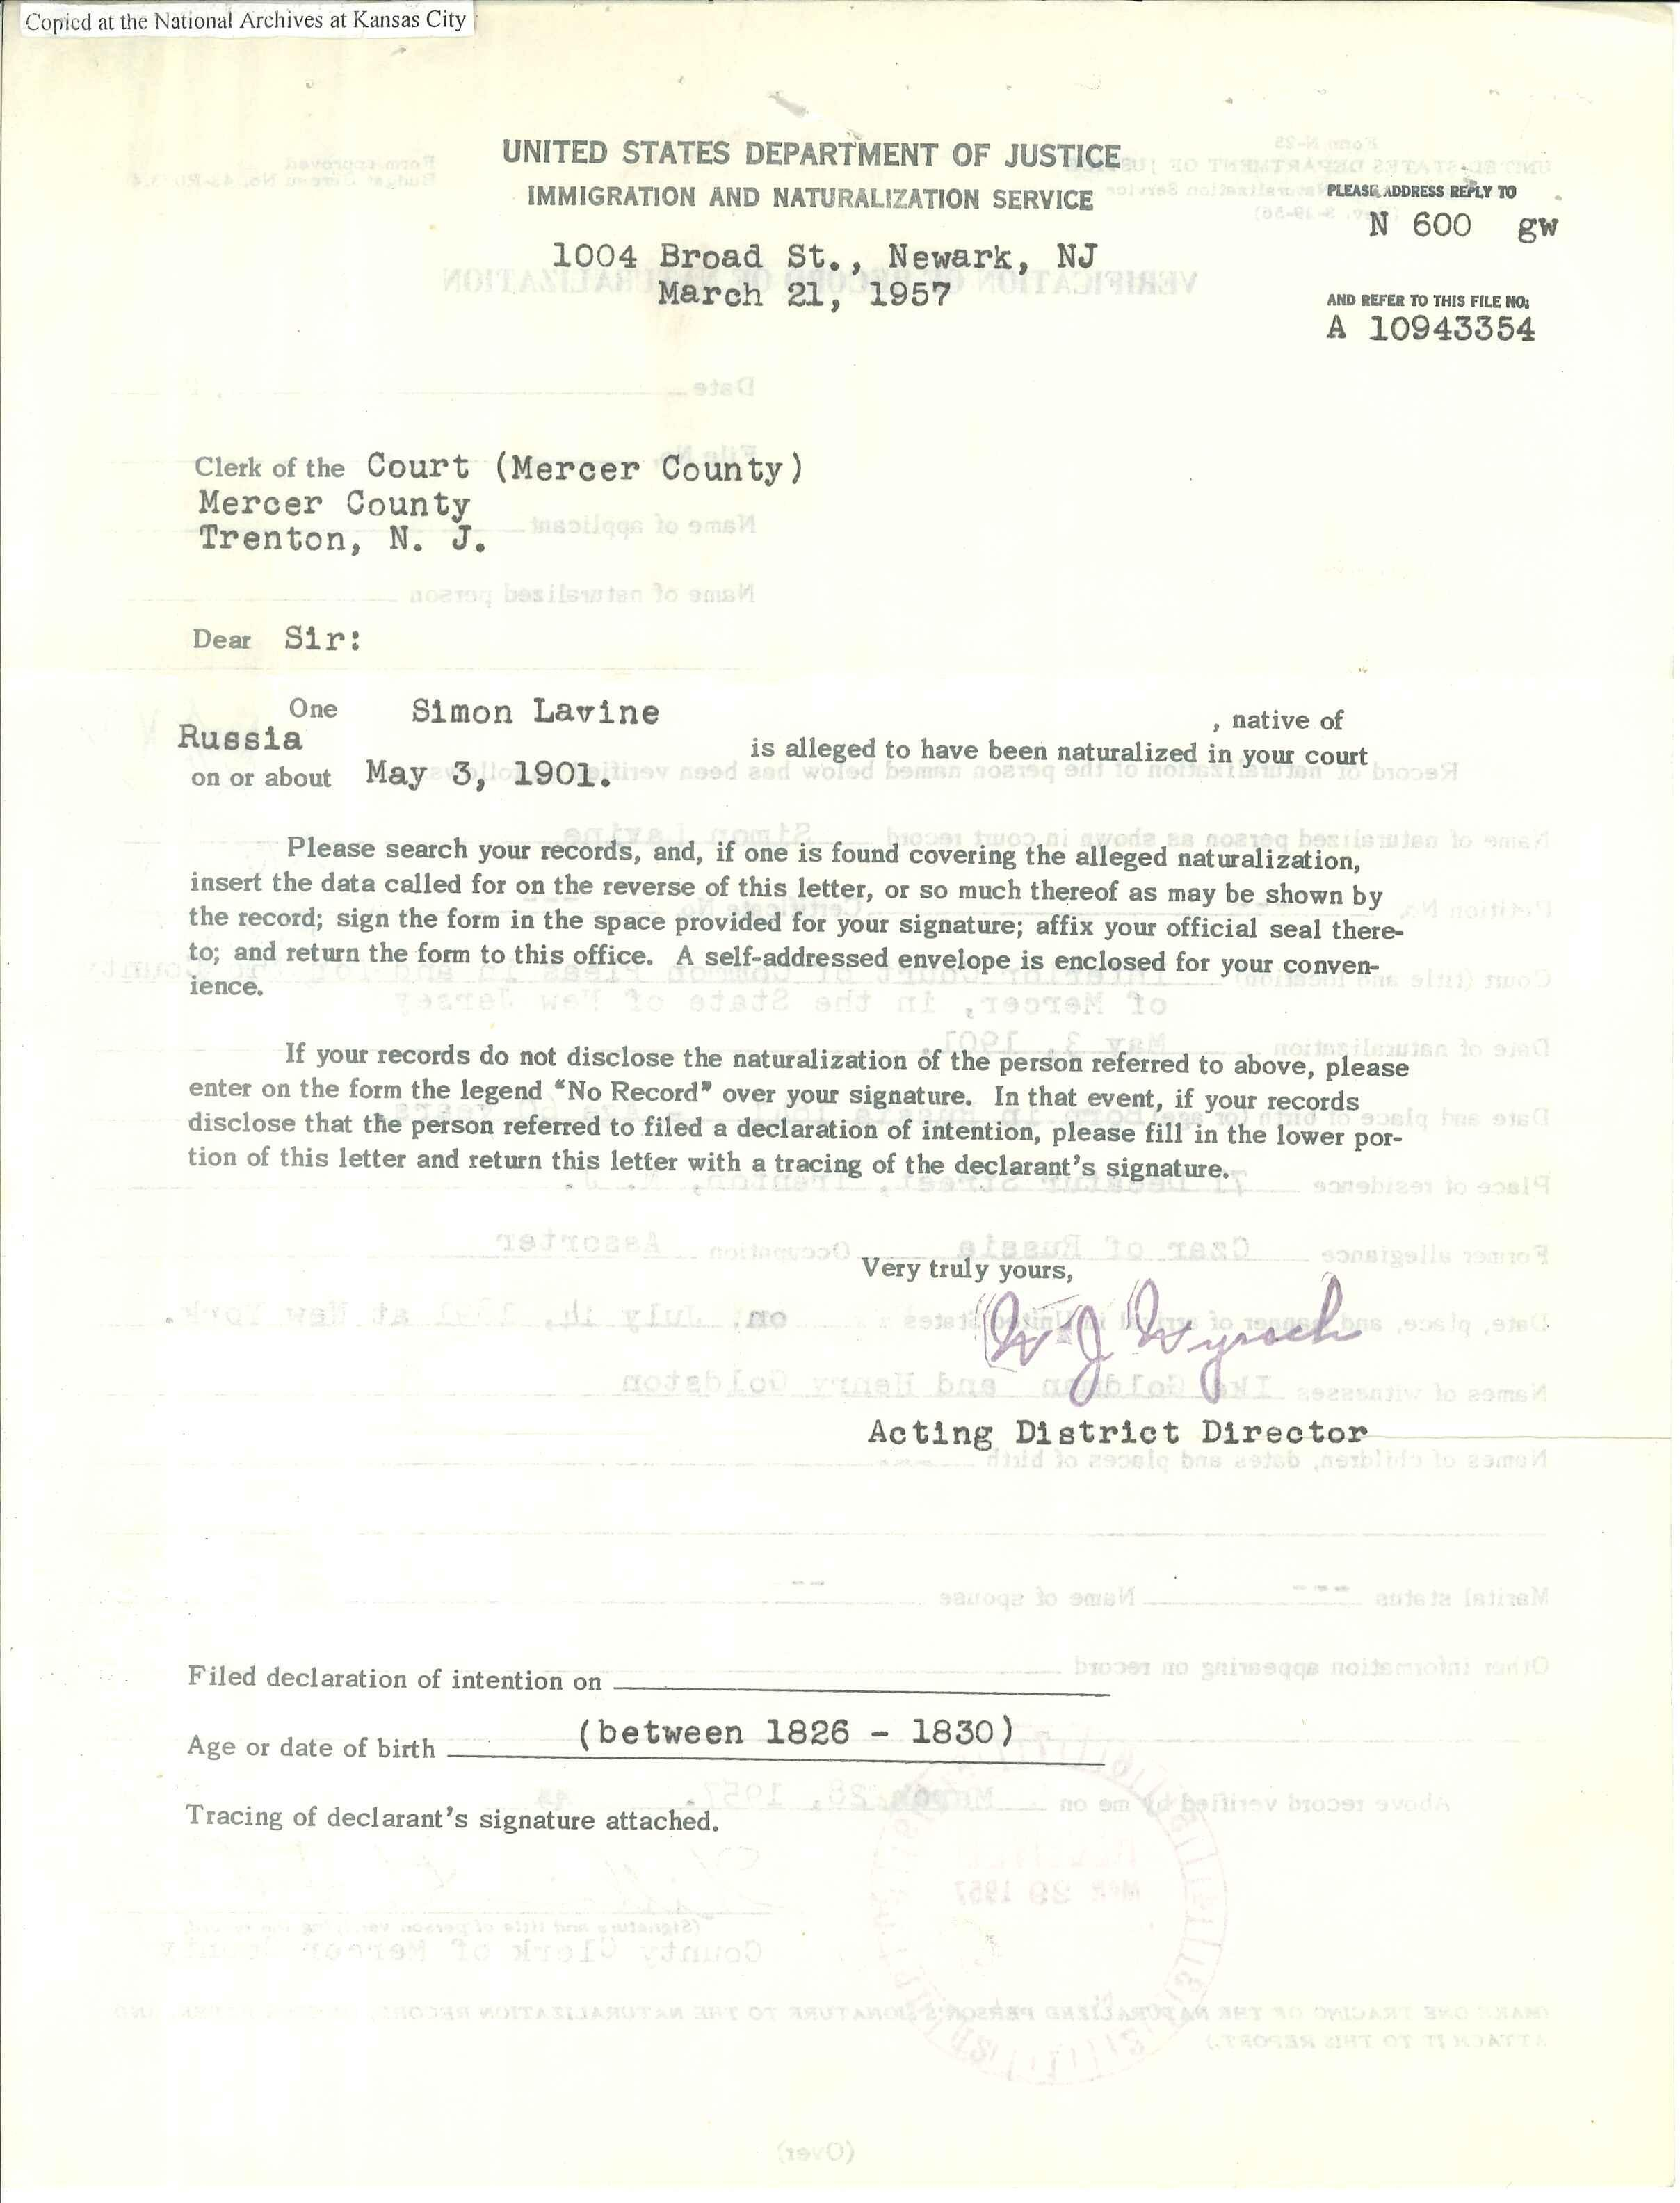 Copied at the National Archives at Kansas City
UNITED STATES DEPARTMENT OF JUSTICE
IMMIGRATION AND NATURALIZATION SERVICE
PLEASE ADDRESS REPLY TO
N 600 gw
1004 Broad St., Newark, NJ
March 21, 1957
AND REFER TO THIS FILE NO.
A 10943354
Clerk of the Court (Mercer County)
Mercer County
Trenton, N. J.
Dear Sir:
One Simon Lavine , native of
Russia is alleged to have been naturalized in your court
on or about May 3, 1901.
Please search your records, and, if one is found covering the alleged naturalization,
insert the data called for on the reverse of this letter, or so much thereof as may be shown by
the record; sign the form in the space provided for your signature; affix your official seal there-
to; and return the form to this office. A self-addressed envelope is enclosed for your conven-
ience.
If your records do not disclose the naturalization of the person referred to above, please
enter on the form the legend “No Record” over your signature. In that event, if your records
disclose that the person referred to filed a declaration of intention, please fill in the lower por-
tion of this letter and return this letter with a tracing of the declarant's signature.
Very truly yours,
W J Wyrsch
Acting District Director
Filed declaration of intention on
Age or date of birth (between 1826 - 1830)
Tracing of declarant's signature attached.
(Over)